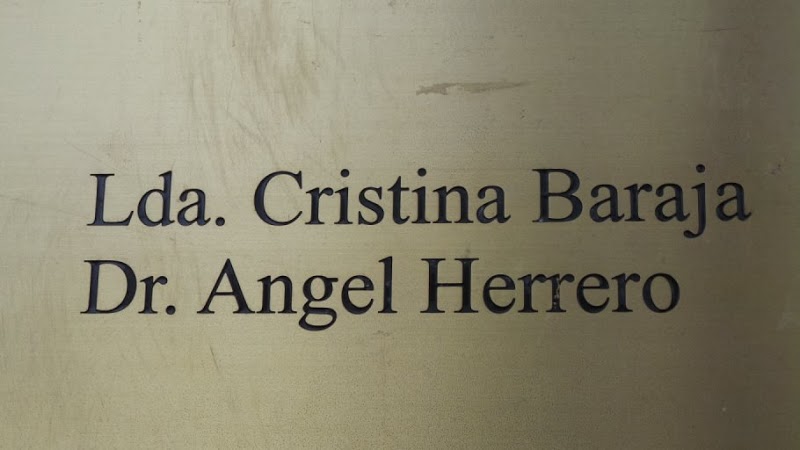 Lda. Cristina Baraja
Dr. Angel Herrero